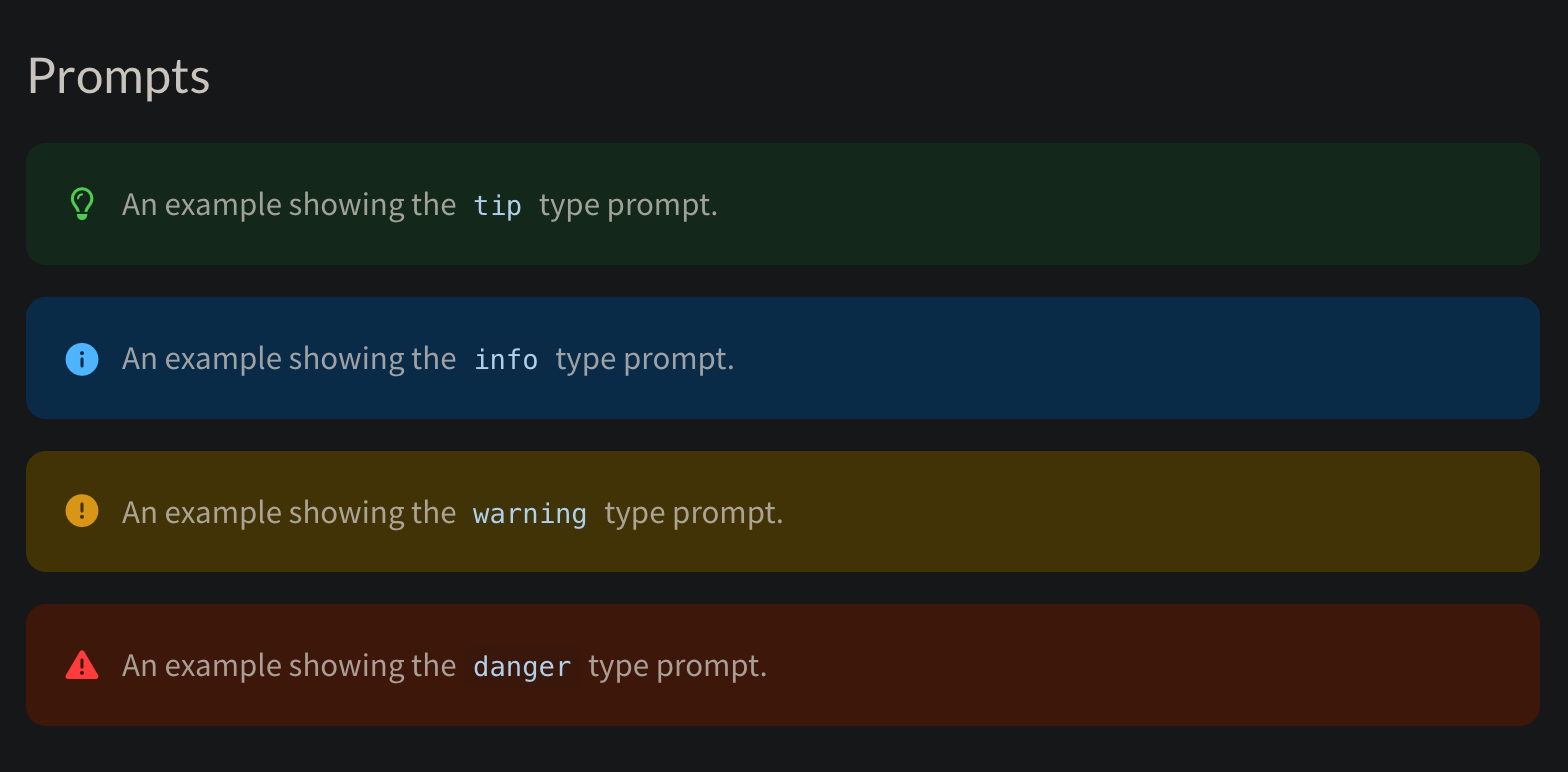 Prompts
An example showing the tip type prompt.
An example showing the info type prompt.
An example showing the warning type prompt.
An example showing the danger type prompt.